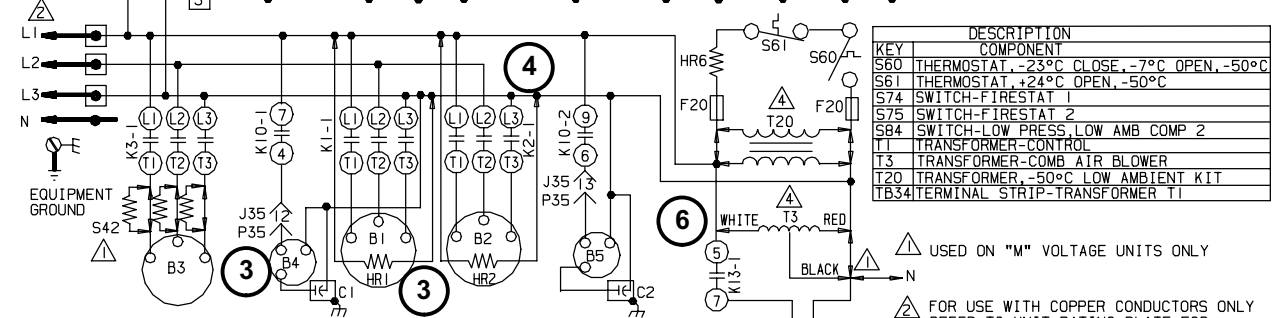 2
3
L1
L2
L3
N
EQUIPMENT
GROUND
S42
1
K3-1
L1 L2 L3
T1 T2 T3
B3
7
K10-1
4
J35 12
P35
B4
3
C1
K1-1
L1 L2 L3
T1 T2 T3
B1
HR1
3
4
L1 L2 L3
K2-1
T1 T2 T3
B2
HR2
9
K10-2
6
J35 13
P35
B5
C2
S61
S60
HR6
F20
4
T20
F20
6
WHITE
4
T3
RED
5
K13-1
7
BLACK
1
N
DESCRIPTION
KEY COMPONENT
S60 THERMOSTAT,-23°C CLOSE,-7°C OPEN,-50°C
S61 THERMOSTAT,+24°C OPEN,-50°C
S74 SWITCH-FIRESTAT 1
S75 SWITCH-FIRESTAT 2
S84 SWITCH-LOW PRESS,LOW AMB COMP 2
T1 TRANSFORMER-CONTROL
T3 TRANSFORMER-COMB AIR BLOWER
T20 TRANSFORMER,-50°C LOW AMBIENT KIT
TB34 TERMINAL STRIP-TRANSFORMER T1
1 USED ON "M" VOLTAGE UNITS ONLY
2 FOR USE WITH COPPER CONDUCTORS ONLY